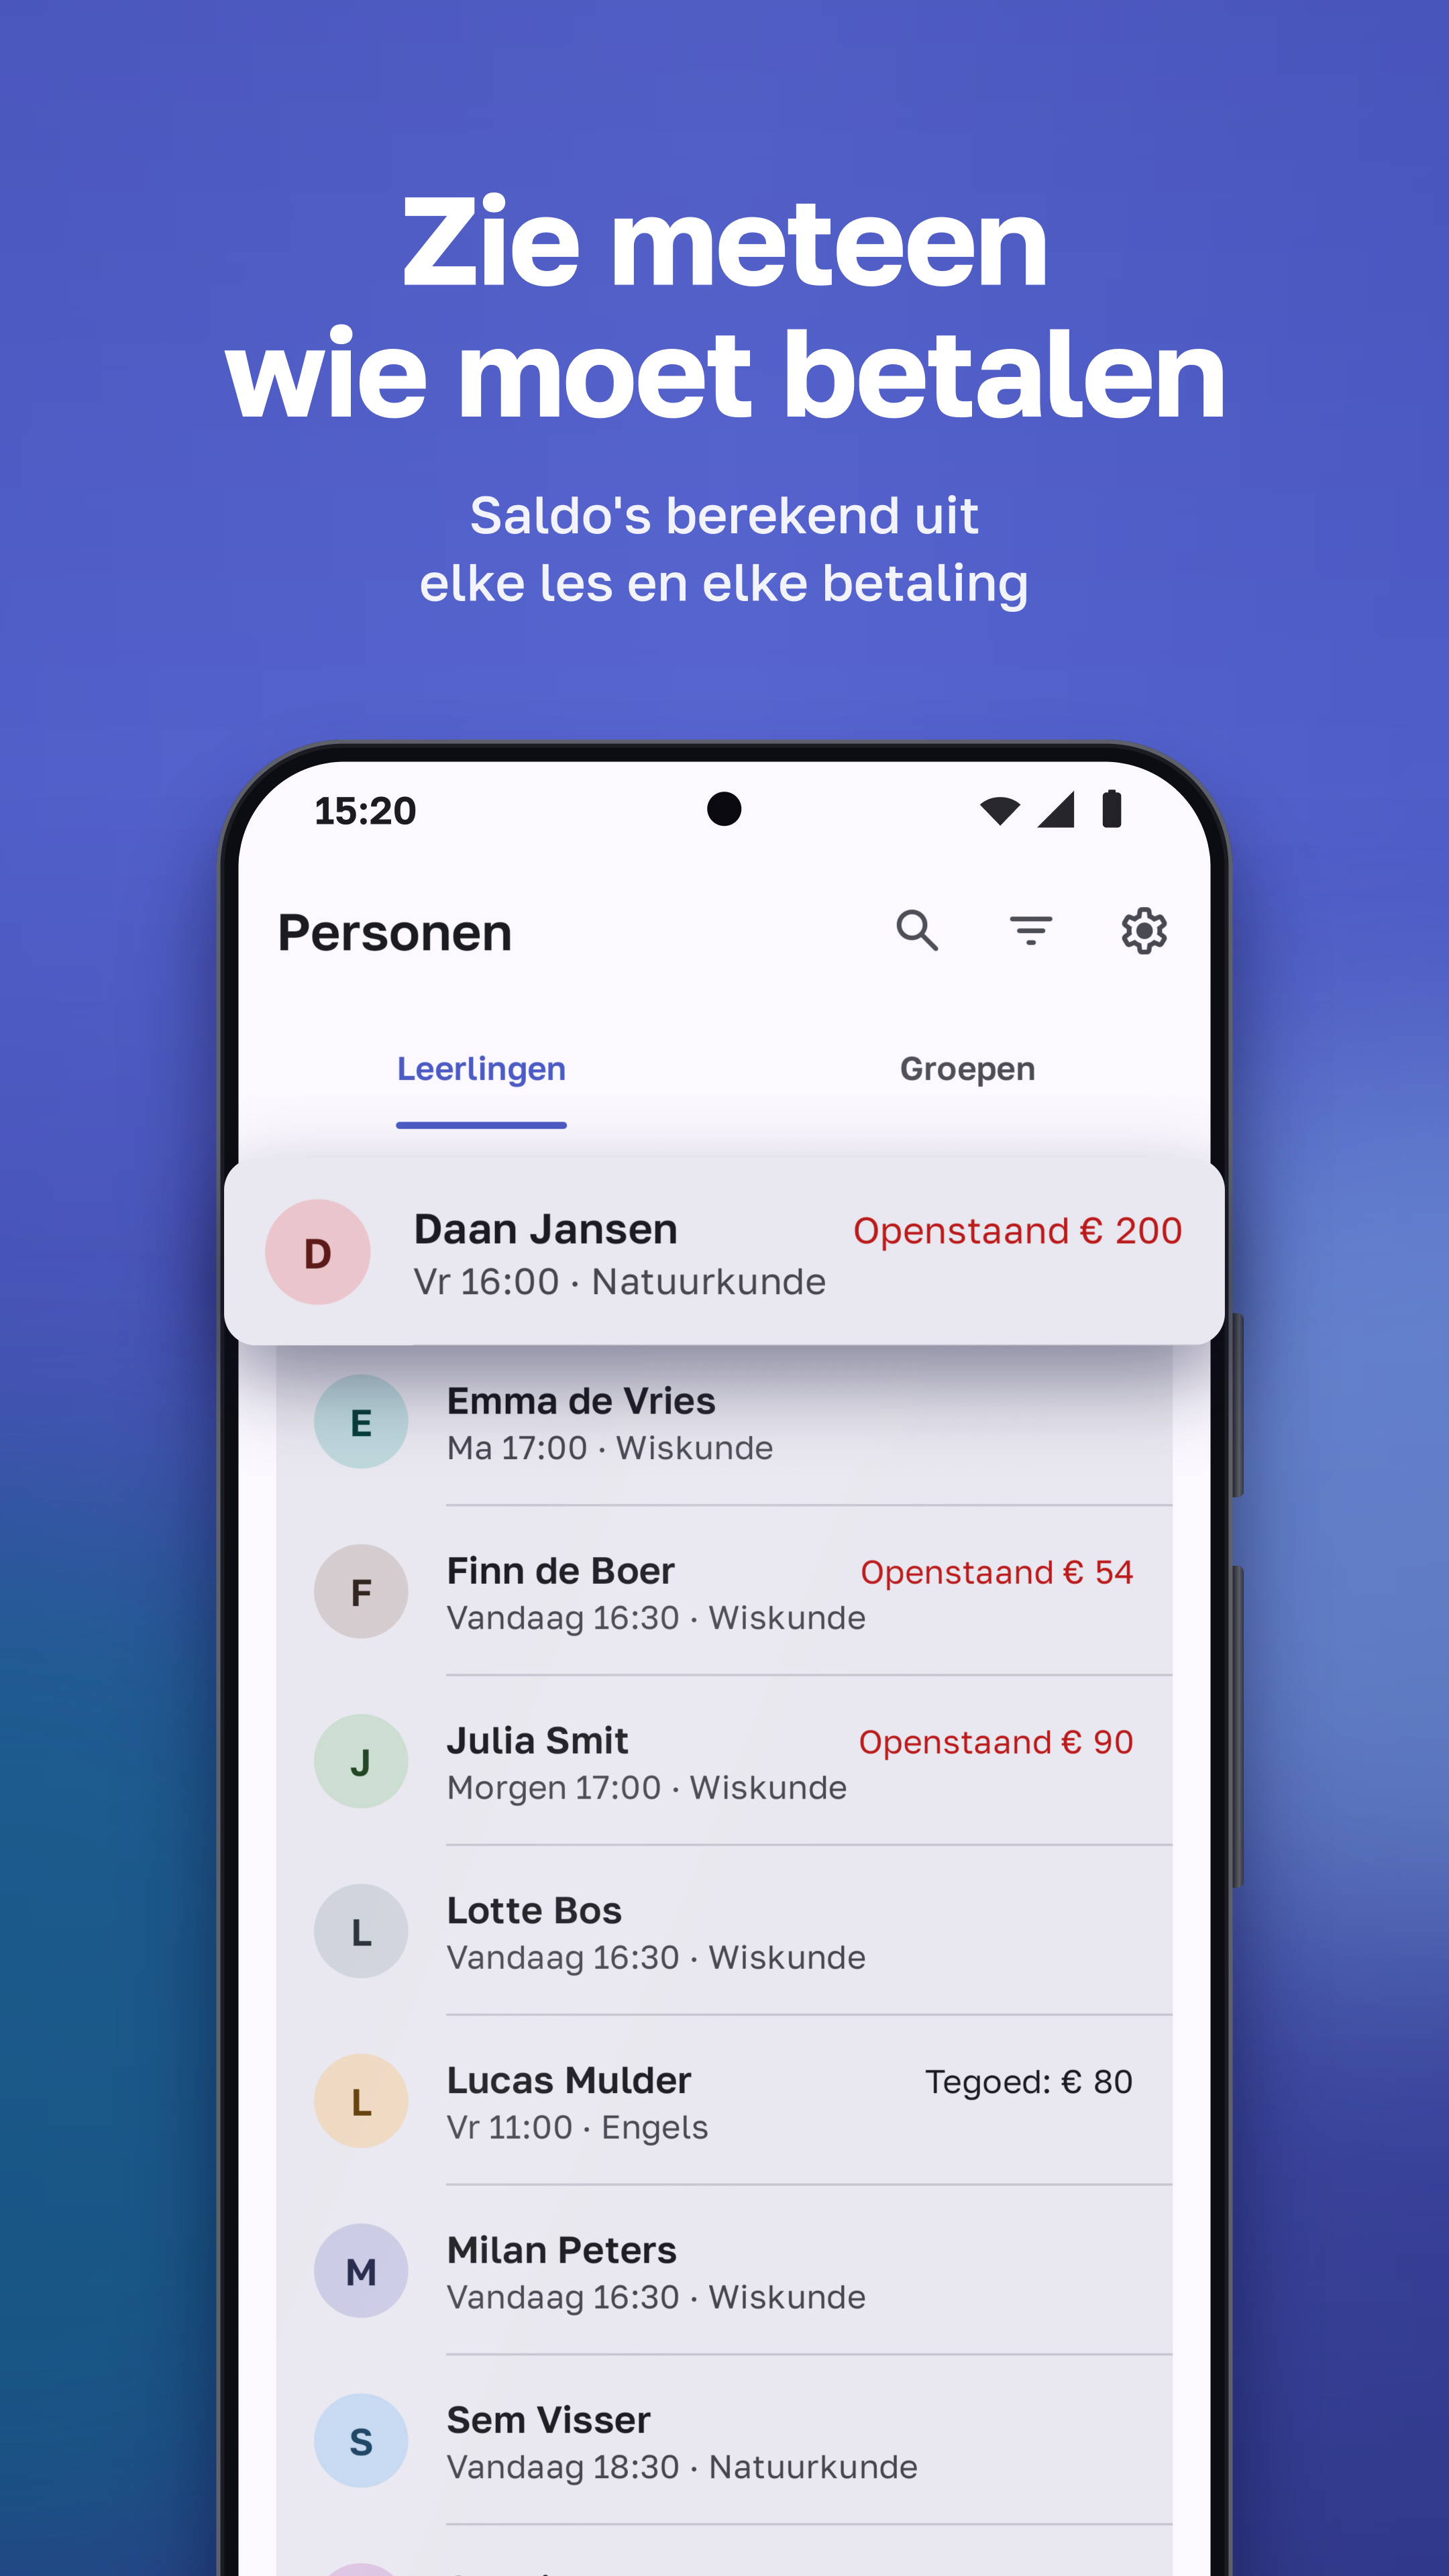 Zie meteen
wie moet betalen
Saldo's berekend uit
elke les en elke betaling
15:20
Personen
Leerlingen
Groepen
D
Daan Jansen
Openstaand € 200
Vr 16:00 · Natuurkunde
E
Emma de Vries
Ma 17:00 · Wiskunde
F
Finn de Boer
Openstaand € 54
Vandaag 16:30 · Wiskunde
J
Julia Smit
Openstaand € 90
Morgen 17:00 · Wiskunde
L
Lotte Bos
Vandaag 16:30 · Wiskunde
L
Lucas Mulder
Tegoed: € 80
Vr 11:00 · Engels
M
Milan Peters
Vandaag 16:30 · Wiskunde
S
Sem Visser
Vandaag 18:30 · Natuurkunde